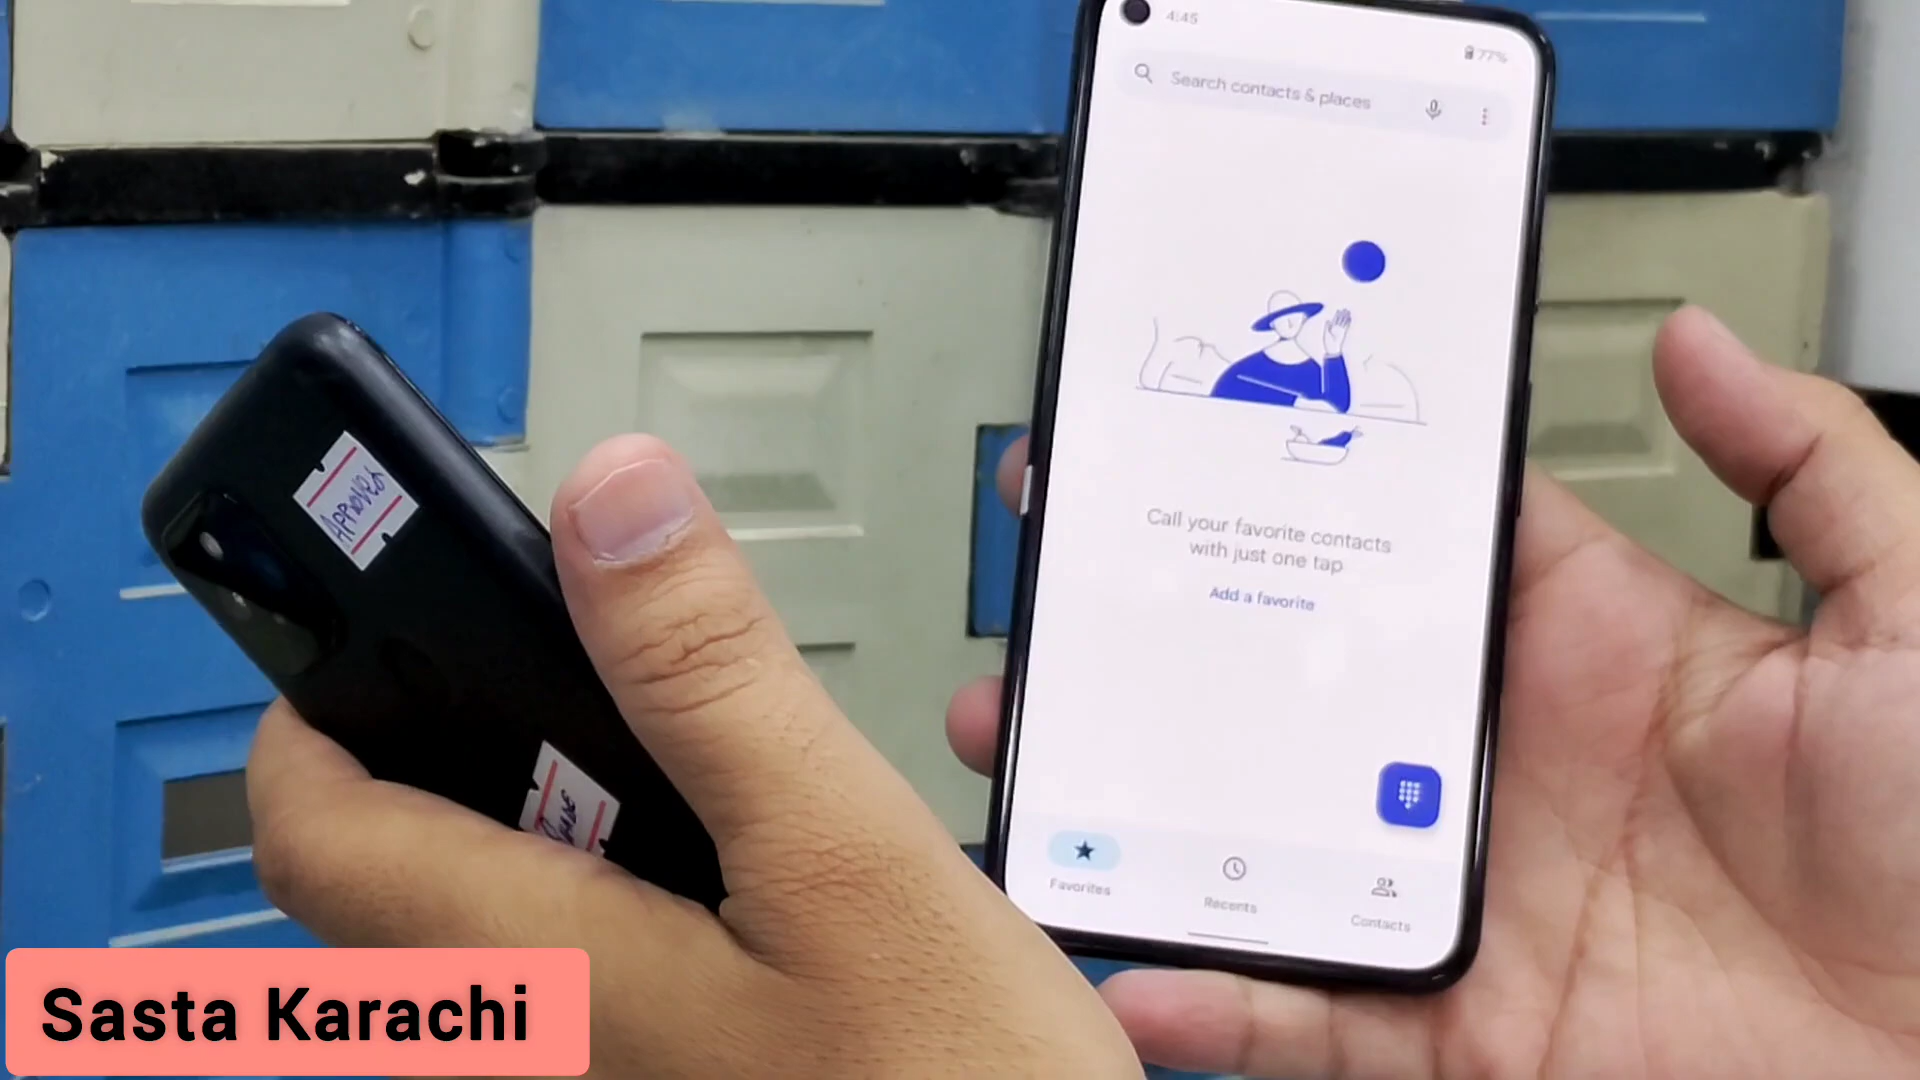 4:45
77%
Search contacts & places
Call your favorite contacts
with just one tap
Add a favorite
Favorites
Recents
Contacts
APPROVED
Sasta Karachi